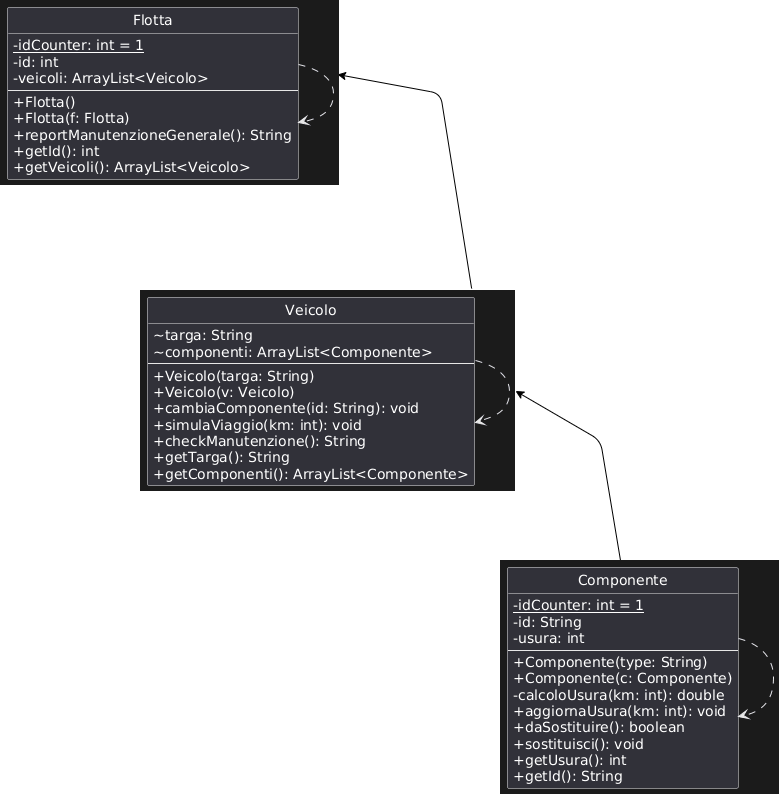 Flotta
-idCounter: int = 1
-id: int
-veicoli: ArrayList<Veicolo>
+Flotta()
+Flotta(f: Flotta)
+reportManutenzioneGenerale(): String
+getId(): int
+getVeicoli(): ArrayList<Veicolo>
Veicolo
~targa: String
~componenti: ArrayList<Componente>
+Veicolo(targa: String)
+Veicolo(v: Veicolo)
+cambiaComponente(id: String): void
+simulaViaggio(km: int): void
+checkManutenzione(): String
+getTarga(): String
+getComponenti(): ArrayList<Componente>
Componente
-idCounter: int = 1
-id: String
-usura: int
+Componente(type: String)
+Componente(c: Componente)
-calcoloUsura(km: int): double
+aggiornaUsura(km: int): void
+daSostituire(): boolean
+sostituisci(): void
+getUsura(): int
+getId(): String